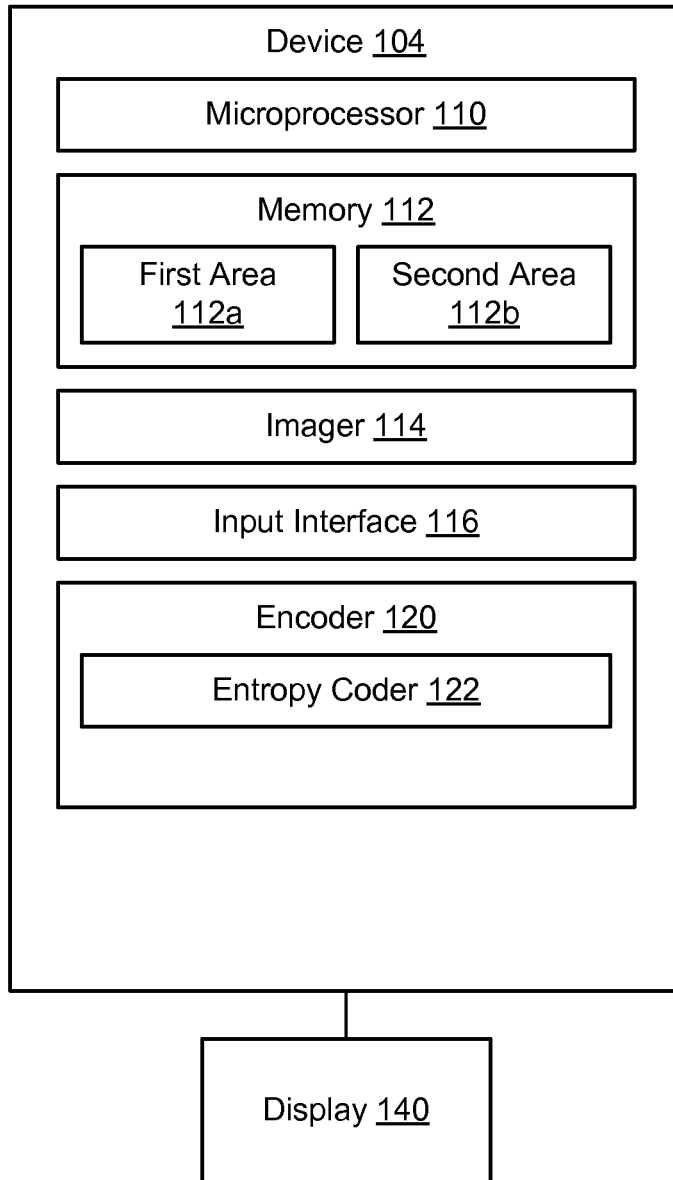 Device 104
Microprocessor 110
Memory 112
First Area
112a
Second Area
112b
Imager 114
Input Interface 116
Encoder 120
Entropy Coder 122
Display 140